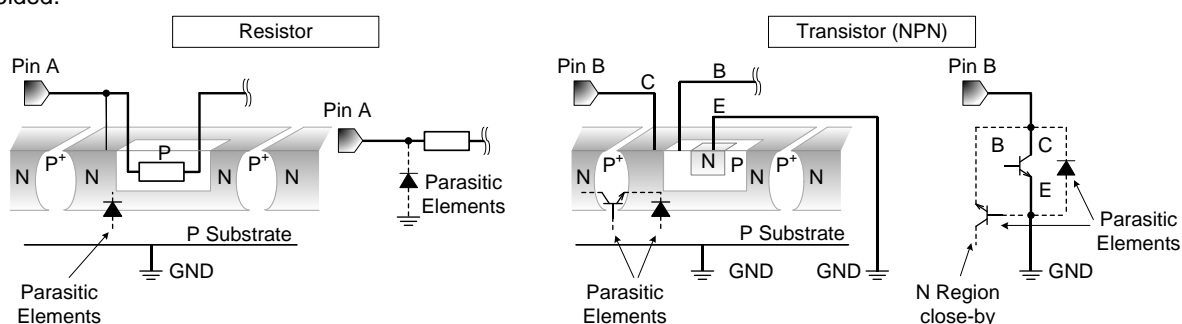 Resistor
Pin A
P
N
P+
N
N
P+
N
P Substrate
GND
Parasitic
Elements
Pin A
Parasitic
Elements
Transistor (NPN)
Pin B
C
B
E
N
P+
N
N
P
N
P+
N
P Substrate
GND
GND
Parasitic
Elements
Pin B
B
C
E
Parasitic
Elements
GND
N Region
close-by